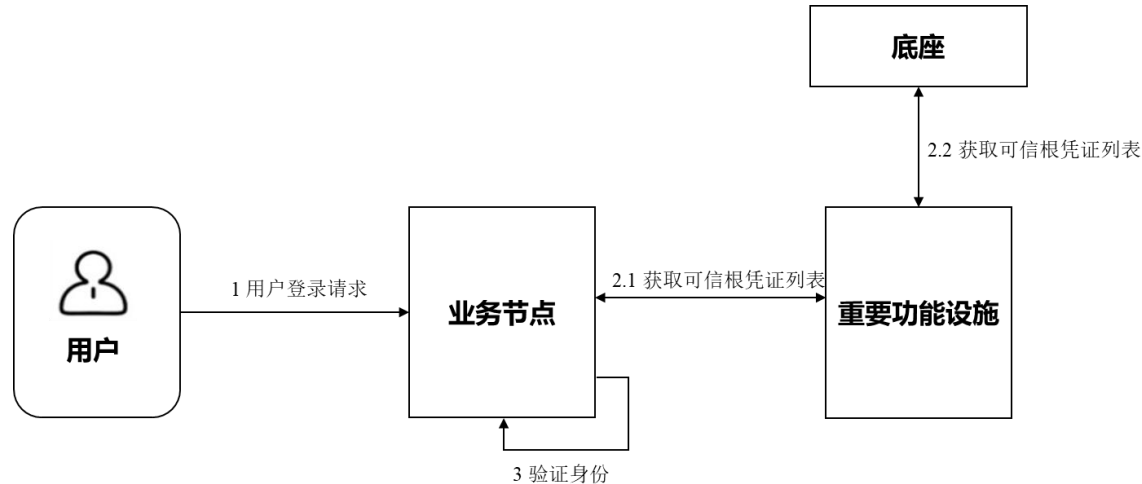 底座
2.2 获取可信根凭证列表
1 用户登录请求
2.1 获取可信根凭证列表
用户
业务节点
重要功能设施
3 验证身份